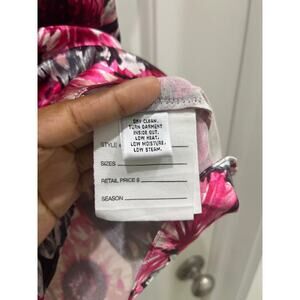 DRY CLEAN.
TURN GARMENT
INSIDE OUT.
LOW HEAT.
LOW MOISTURE.
LOW STEAM.
STYLE #
SIZES
RETAIL PRICE $
SEASON